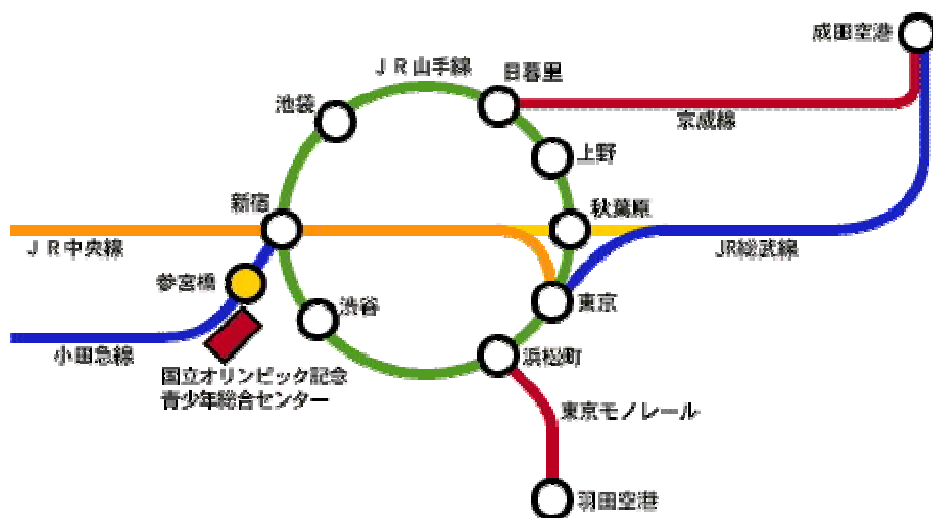 成田空港
JR山手線
日暮里
池袋
京成線
上野
新宿
秋葉原
JR中央線
JR総武線
参宮橋
渋谷
東京
小田急線
浜松町
国立オリンピック記念
青少年総合センター
東京モノレール
羽田空港